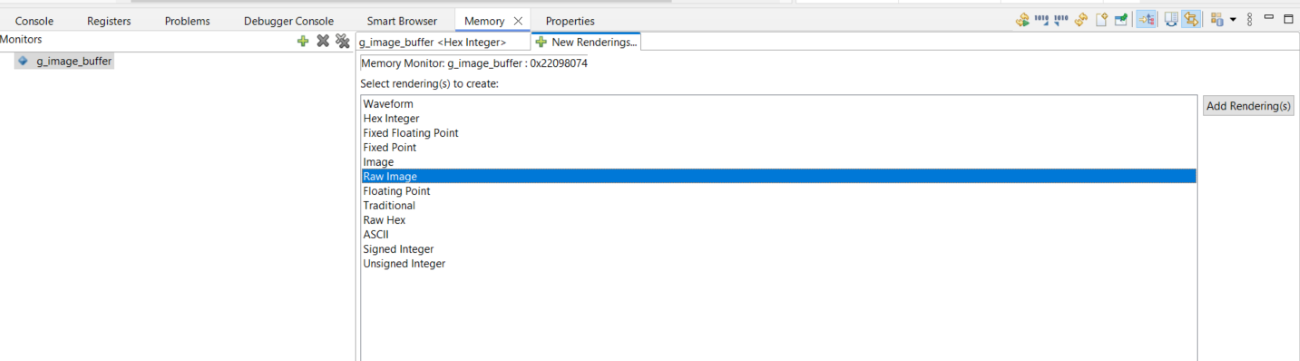 Console Registers Problems Debugger Console Smart Browser Memory Properties
Monitors
g_image_buffer <Hex Integer> New Renderings...
g_image_buffer
Memory Monitor: g_image_buffer : 0x22098074
Select rendering(s) to create:
Waveform
Add Rendering(s)
Hex Integer
Fixed Floating Point
Fixed Point
Image
Raw Image
Floating Point
Traditional
Raw Hex
ASCII
Signed Integer
Unsigned Integer